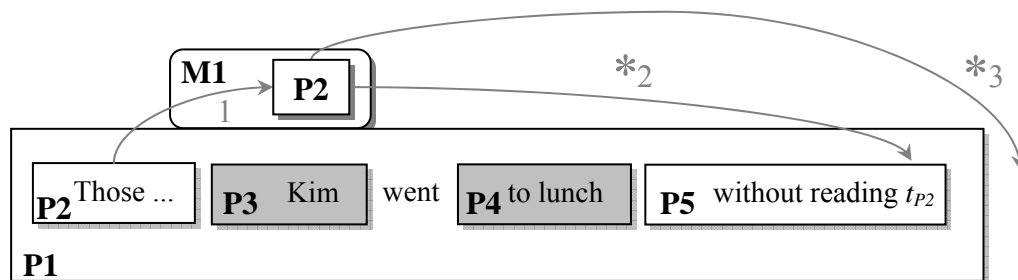 M1 P2
1
*2
*3
P2 Those ... P3 Kim went P4 to lunch P5 without reading tP2
P1